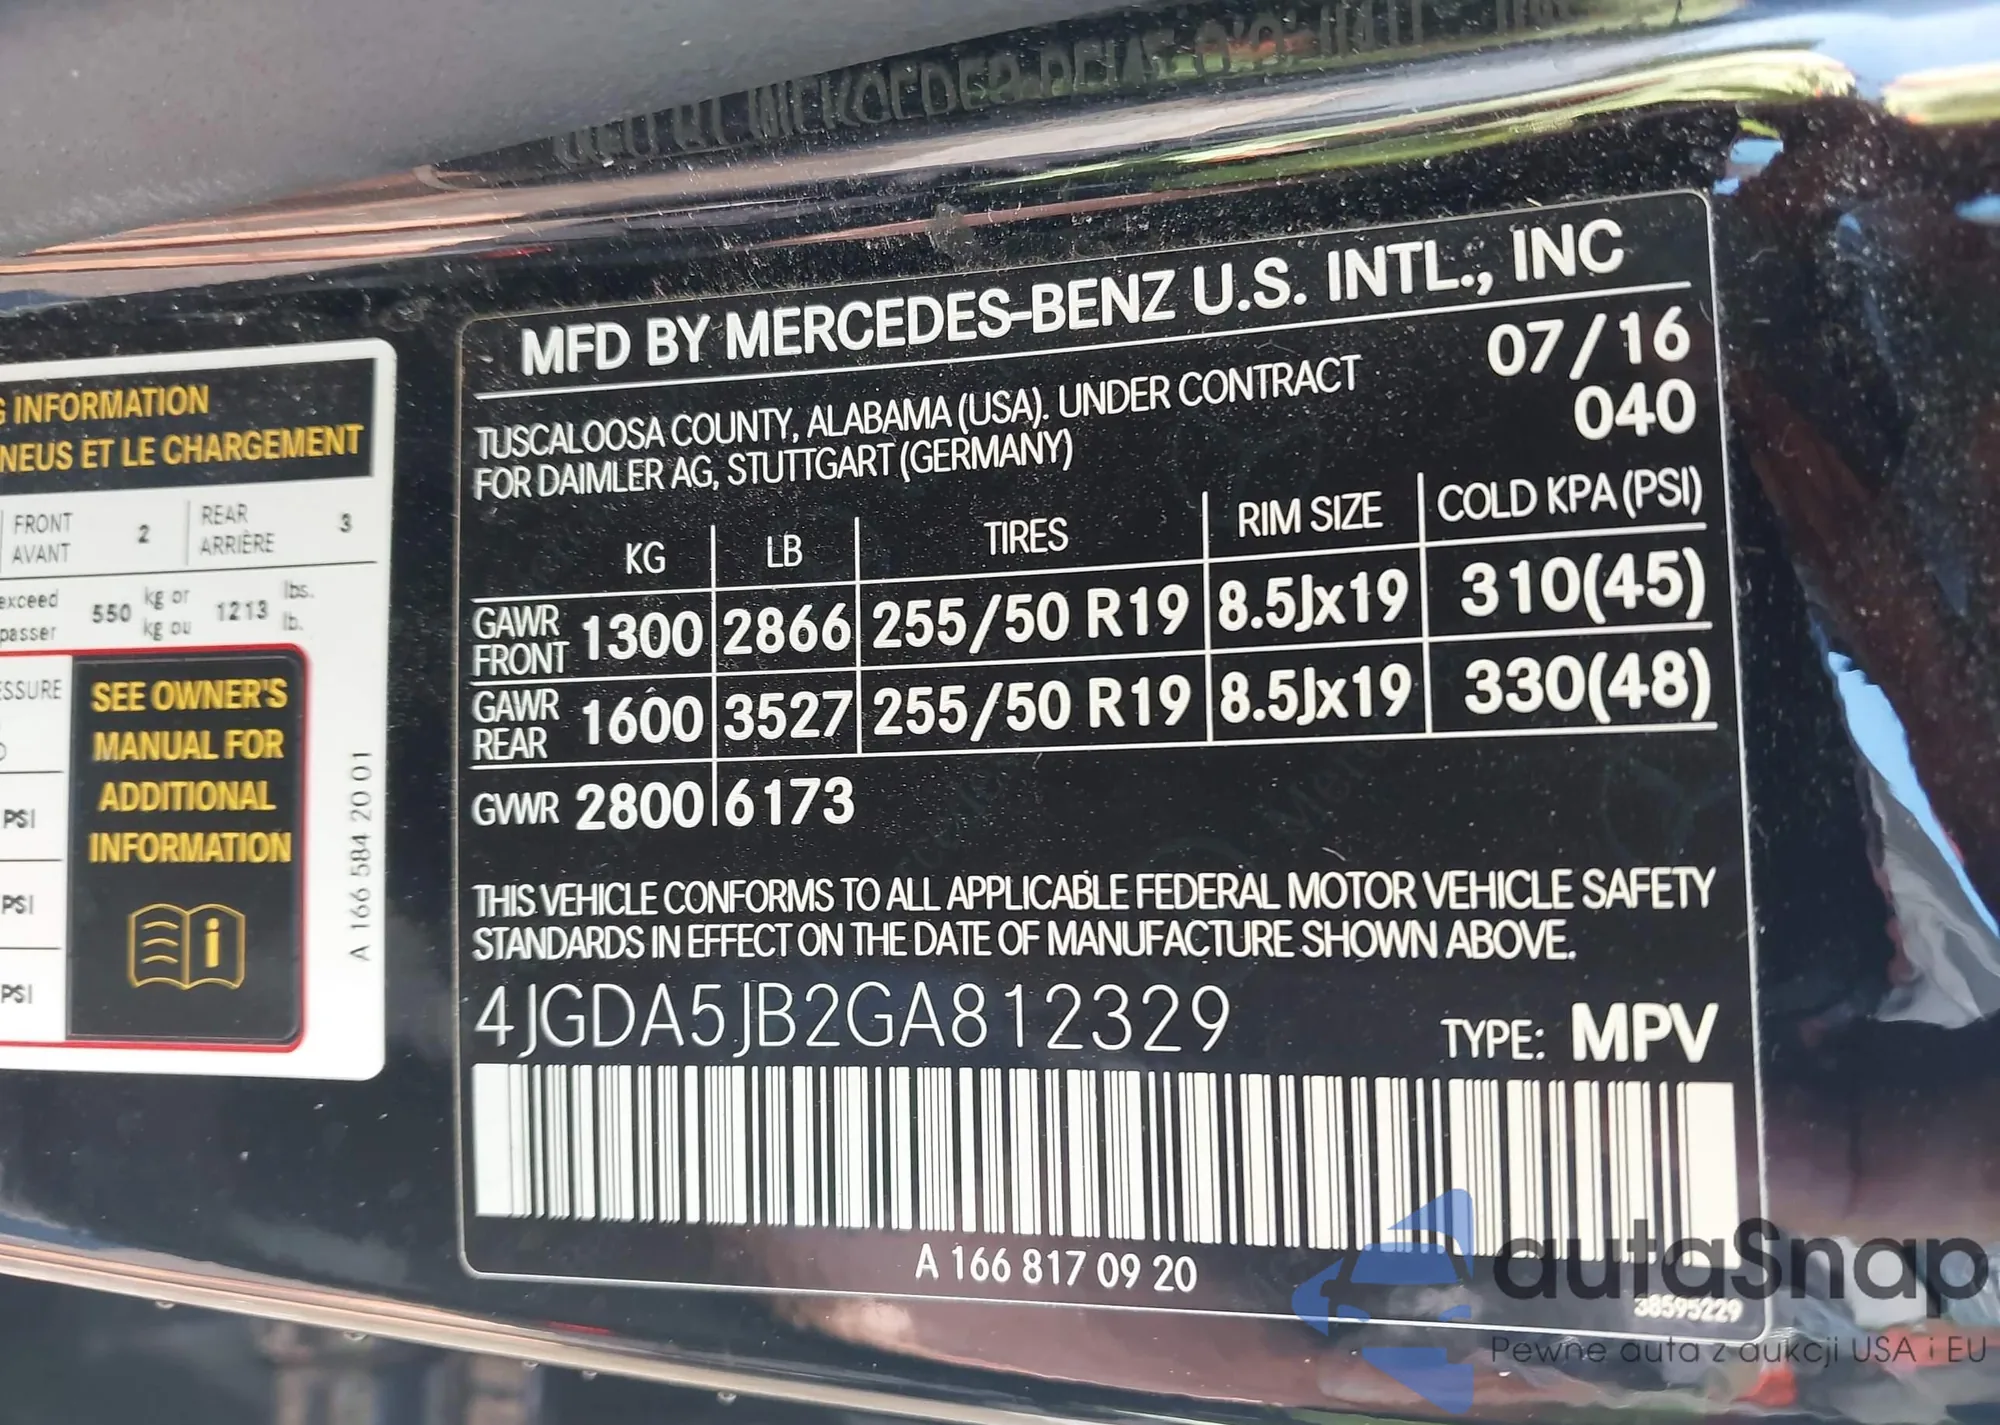 G INFORMATION
NEUS ET LE CHARGEMENT
FRONT
AVANT
2
REAR
ARRIÈRE
3
exceed
passer
550
kg or
kg ou
1213
lbs.
lb.
SSURE
SEE OWNER'S
MANUAL FOR
ADDITIONAL
INFORMATION
PSI
PSI
PSI
A 166 584 20 01
MFD BY MERCEDES-BENZ U.S. INTL., INC
TUSCALOOSA COUNTY, ALABAMA (USA). UNDER CONTRACT
FOR DAIMLER AG, STUTTGART (GERMANY)
07/16
040
KG LB TIRES RIM SIZE COLD KPA (PSI)
GAWR FRONT 1300 2866 255/50 R19 8.5Jx19 310(45)
GAWR REAR 1600 3527 255/50 R19 8.5Jx19 330(48)
GVWR 2800 6173
THIS VEHICLE CONFORMS TO ALL APPLICABLE FEDERAL MOTOR VEHICLE SAFETY
STANDARDS IN EFFECT ON THE DATE OF MANUFACTURE SHOWN ABOVE.
4JGDA5JB2GA812329
TYPE: MPV
A 166 817 09 20
38595229
autaSnap
Pewne auta z aukcji USA i EU